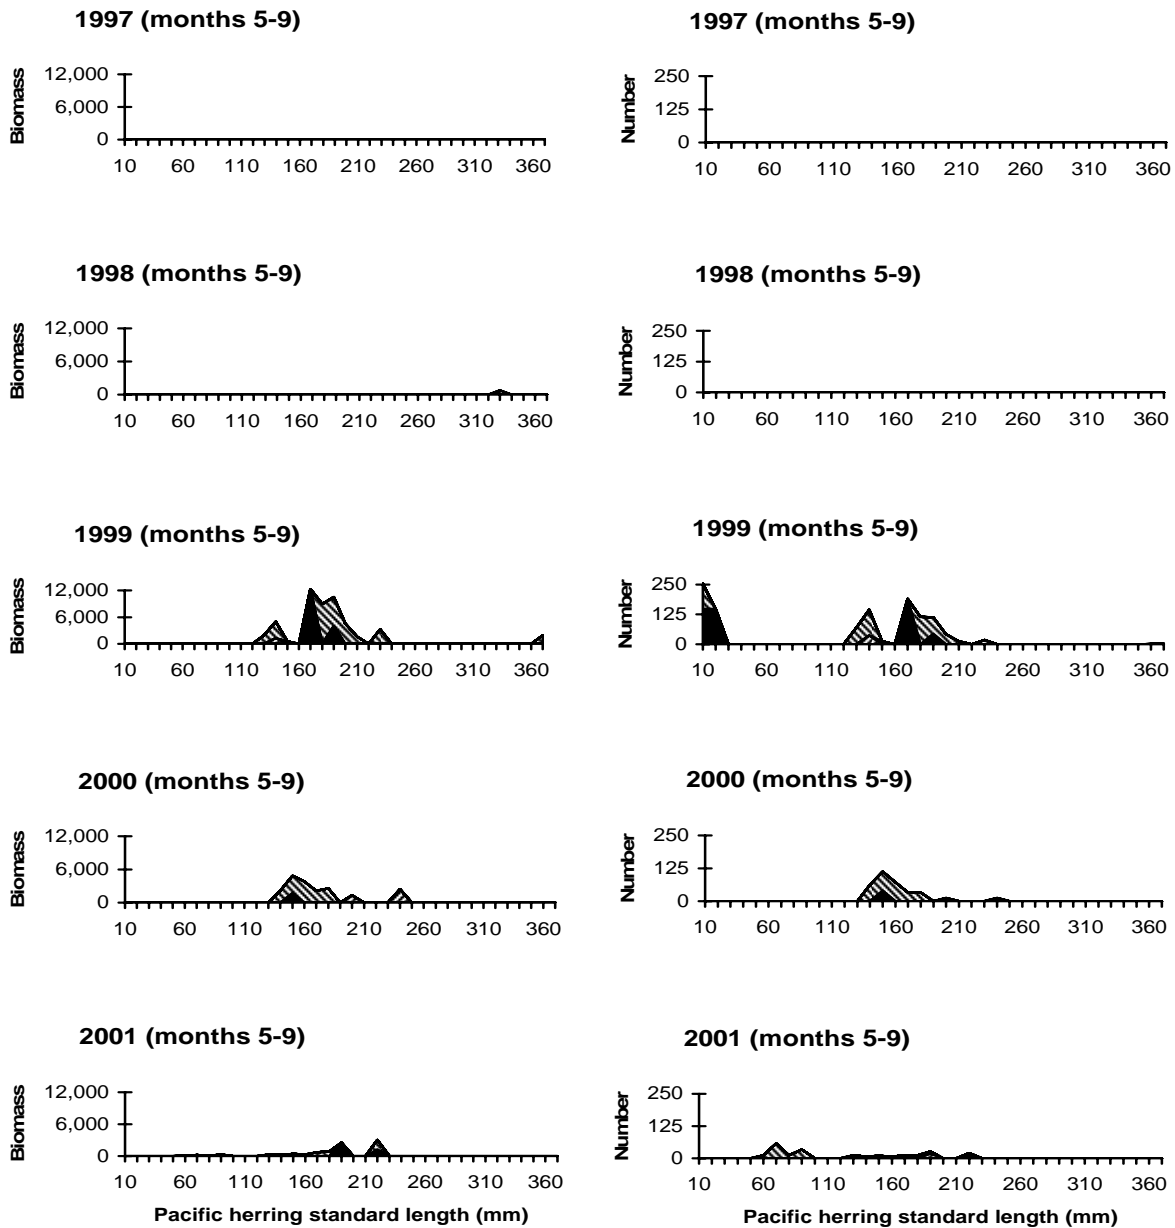 1997 (months 5-9)
Biomass
12,000
6,000
0
10 60 110 160 210 260 310 360
1997 (months 5-9)
Number
250
125
0
10 60 110 160 210 260 310 360
1998 (months 5-9)
Biomass
12,000
6,000
0
10 60 110 160 210 260 310 360
1998 (months 5-9)
Number
250
125
0
10 60 110 160 210 260 310 360
1999 (months 5-9)
Biomass
12,000
6,000
0
10 60 110 160 210 260 310 360
1999 (months 5-9)
Number
250
125
0
10 60 110 160 210 260 310 360
2000 (months 5-9)
Biomass
12,000
6,000
0
10 60 110 160 210 260 310 360
2000 (months 5-9)
Number
250
125
0
10 60 110 160 210 260 310 360
2001 (months 5-9)
Biomass
12,000
6,000
0
10 60 110 160 210 260 310 360
Pacific herring standard length (mm)
2001 (months 5-9)
Number
250
125
0
10 60 110 160 210 260 310 360
Pacific herring standard length (mm)